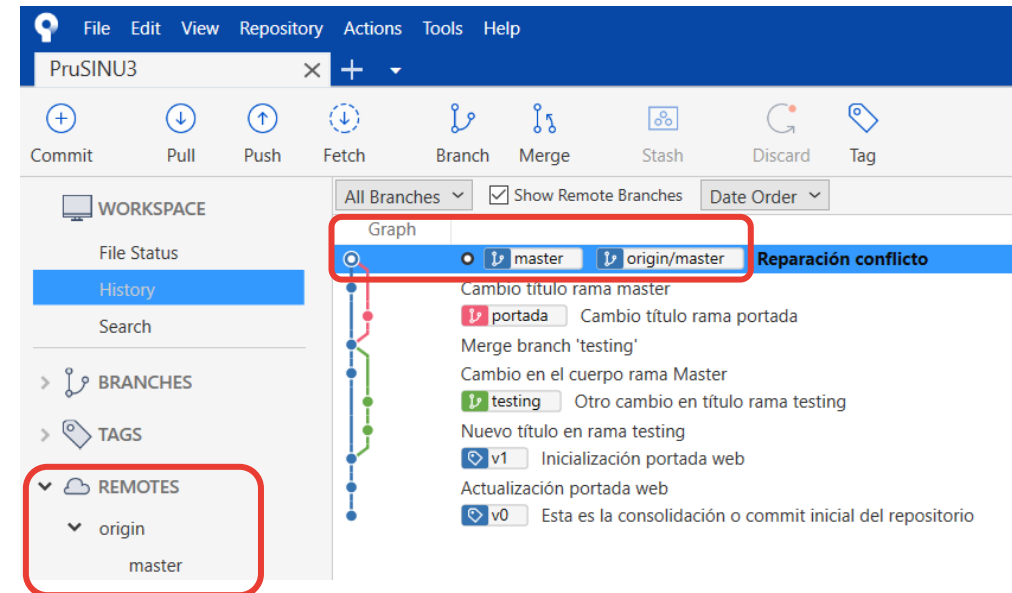 File Edit View Repository Actions Tools Help
PruSINU3
Commit Pull Push Fetch Branch Merge Stash Discard Tag
WORKSPACE
File Status
History
Search
BRANCHES
TAGS
REMOTES
origin
master
All Branches Show Remote Branches Date Order
Graph
master origin/master Reparación conflicto
Cambio título rama master
portada Cambio título rama portada
Merge branch 'testing'
Cambio en el cuerpo rama Master
testing Otro cambio en título rama testing
Nuevo título en rama testing
v1 Inicialización portada web
Actualización portada web
v0 Esta es la consolidación o commit inicial del repositorio